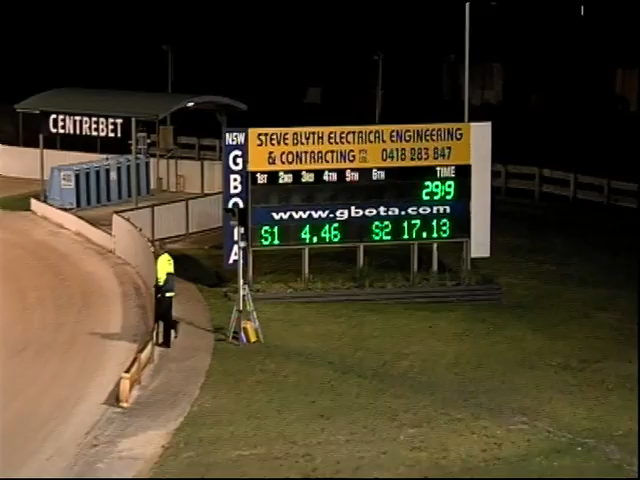 CENTREBET
NSW
GBOTA
STEVE BLYTH ELECTRICAL ENGINEERING
& CONTRACTING 0418 283 847
1ST 2ND 3RD 4TH 5TH 6TH TIME
29:9
www.gbota.com
S1 4.46 S2 17.13